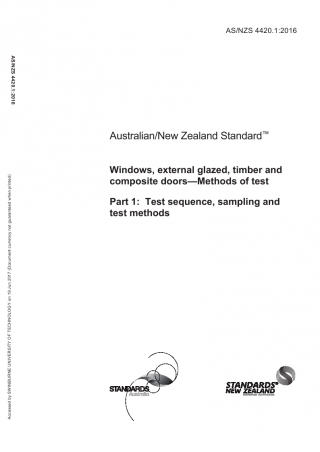 AS/NZS 4420.1:2016
AS/NZS 4420.1:2016
Australian/New Zealand Standard™
Windows, external glazed, timber and
composite doors—Methods of test
Part 1: Test sequence, sampling and
test methods
Accessed by SWINBURNE UNIVERSITY OF TECHNOLOGY on 19 Jun 2017 (Document currency not guaranteed when printed)
STANDARDS
Australia
STANDARDS
NEW ZEALAND